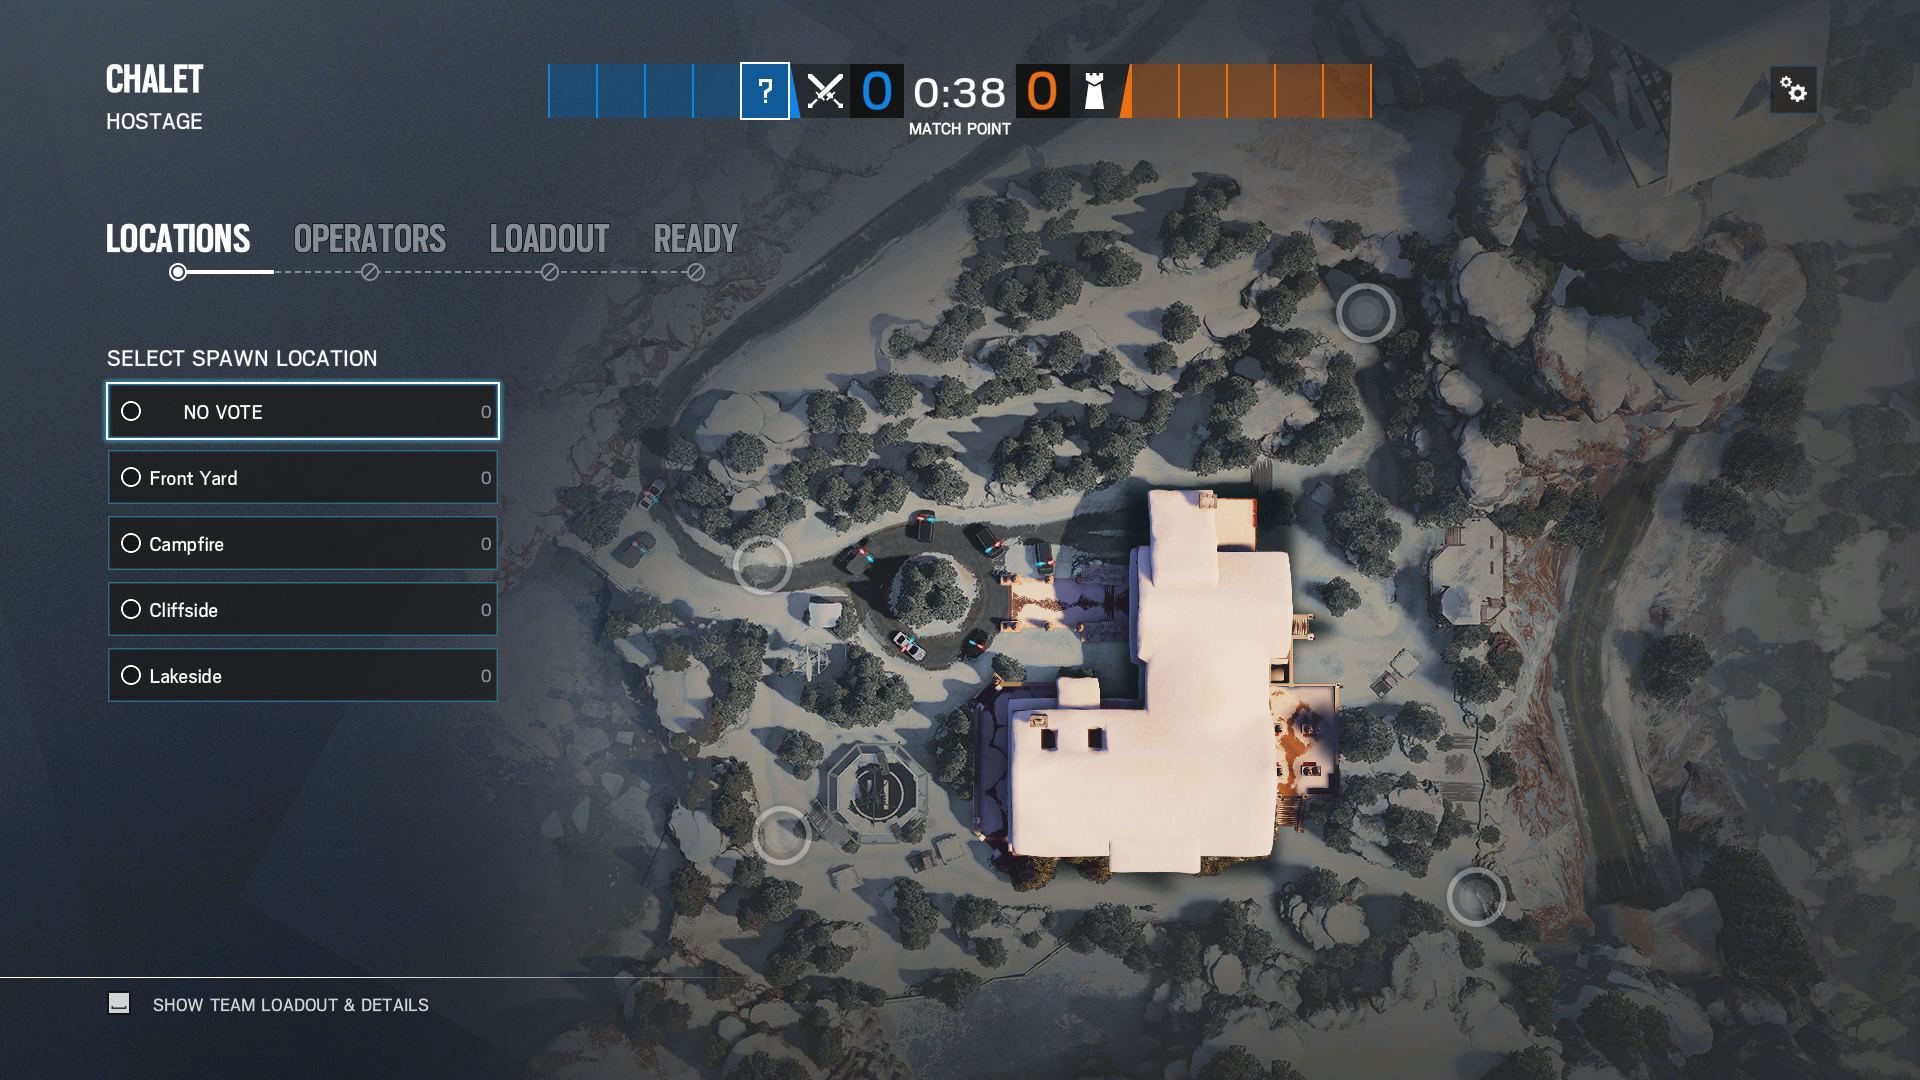 CHALET
HOSTAGE
?
0
0:38
0
MATCH POINT
LOCATIONS
OPERATORS
LOADOUT
READY
SELECT SPAWN LOCATION
NO VOTE 0
Front Yard 0
Campfire 0
Cliffside 0
Lakeside 0
SHOW TEAM LOADOUT & DETAILS